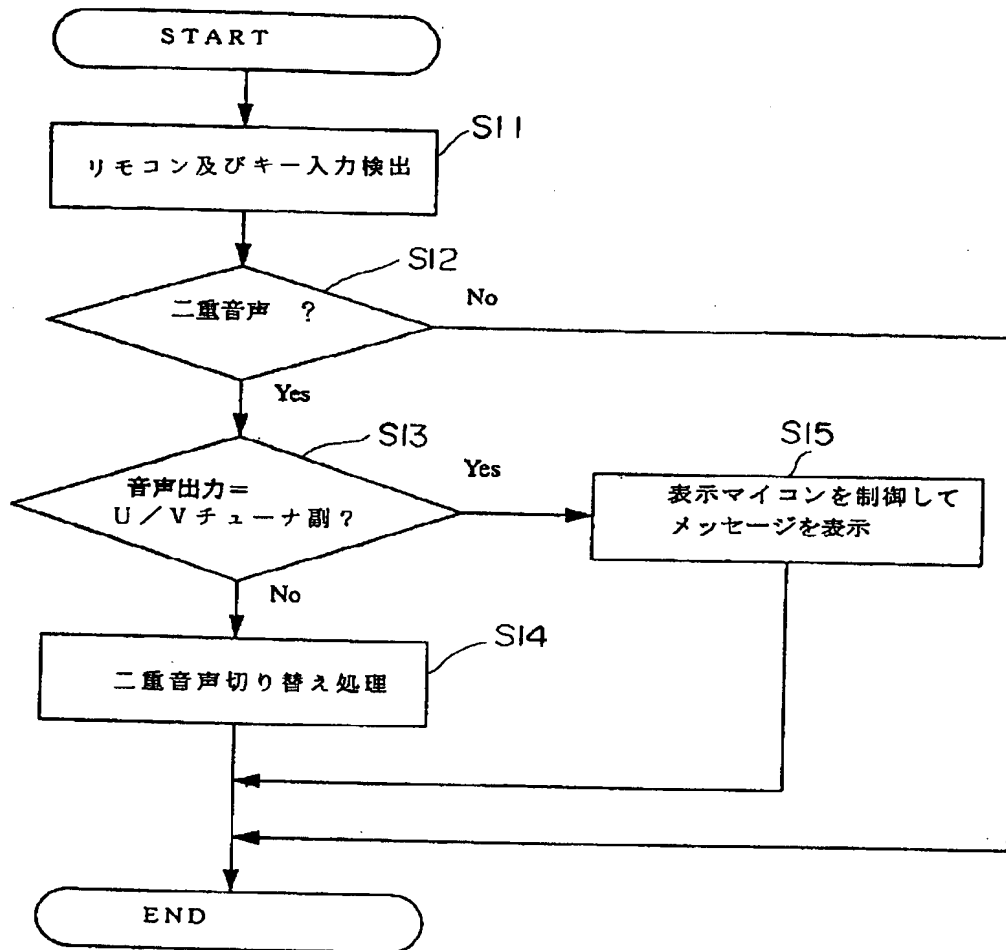 START
S11
リモコン及びキー入力検出
S12
二重音声 ?
No
Yes
S13
音声出力=
U/Vチューナ副?
Yes
No
S15
表示マイコンを制御して
メッセージを表示
S14
二重音声切り替え処理
END